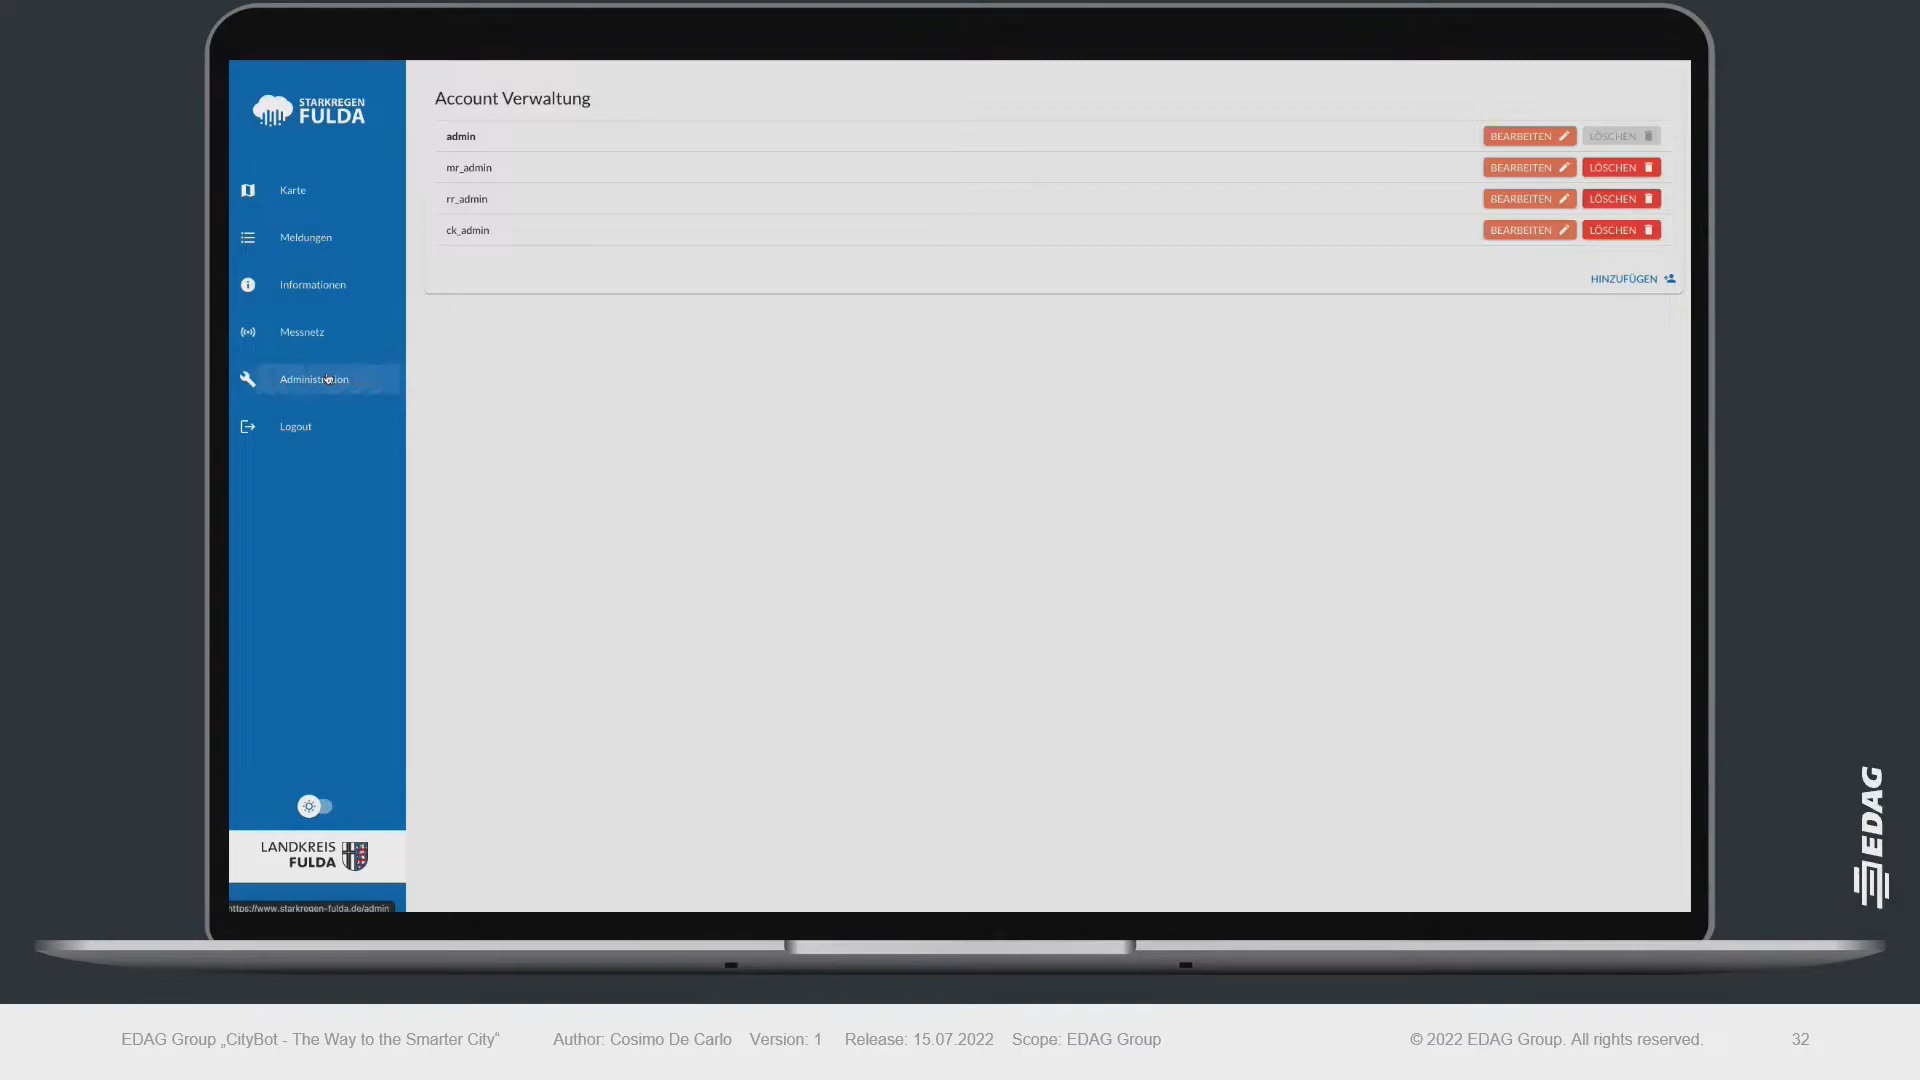 STARKREGEN
FULDA
Karte
Meldungen
Informationen
Messnetz
Administration
Logout
LANDKREIS
FULDA
https://www.starkregen-fulda.de/admin
Account Verwaltung
admin BEARBEITEN LÖSCHEN
mr_admin BEARBEITEN LÖSCHEN
rr_admin BEARBEITEN LÖSCHEN
ck_admin BEARBEITEN LÖSCHEN
HINZUFÜGEN
EDAG
EDAG Group „CityBot - The Way to the Smarter City“ Author: Cosimo De Carlo Version: 1 Release: 15.07.2022 Scope: EDAG Group © 2022 EDAG Group. All rights reserved. 32